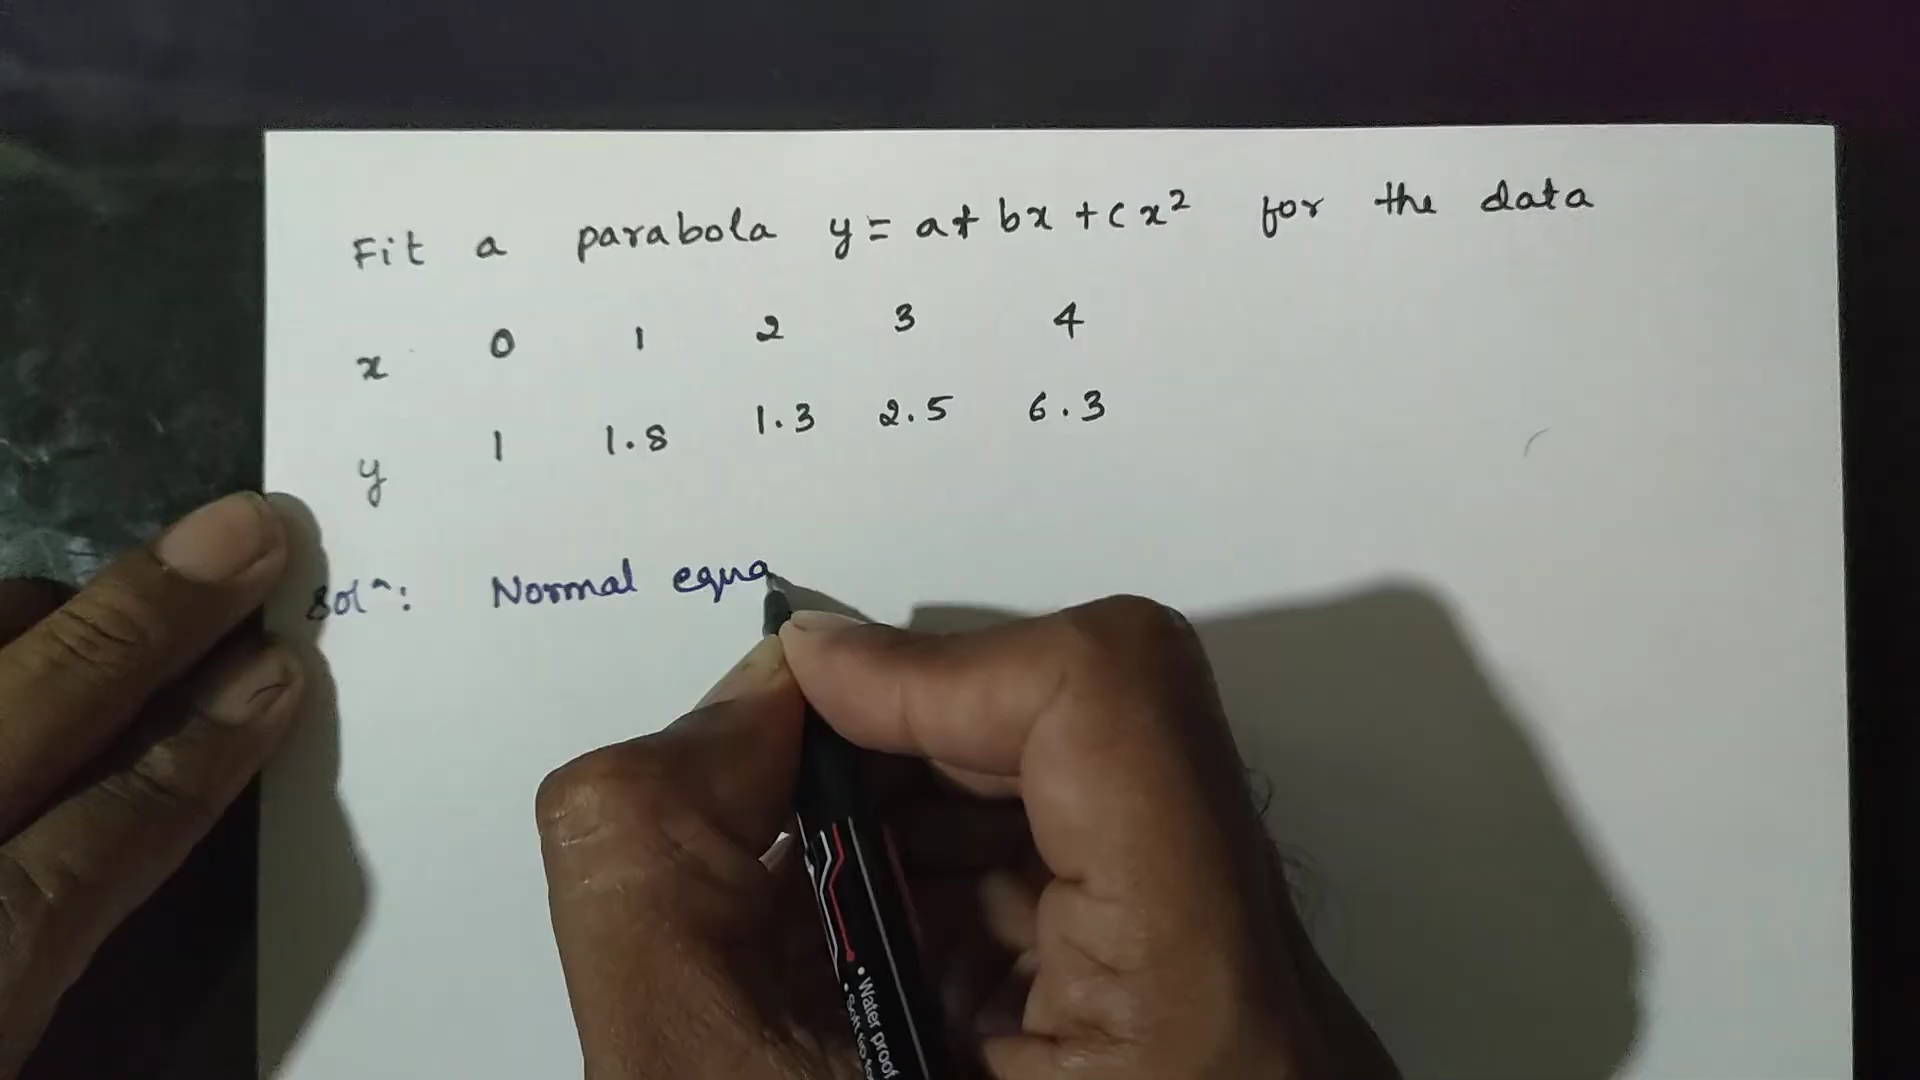 Fit a parabola y = a + bx + cx²  for the data
x 0 1 2 3 4
y 1 1.8 1.3 2.5 6.3
Solⁿ: Normal equa
• Water proof